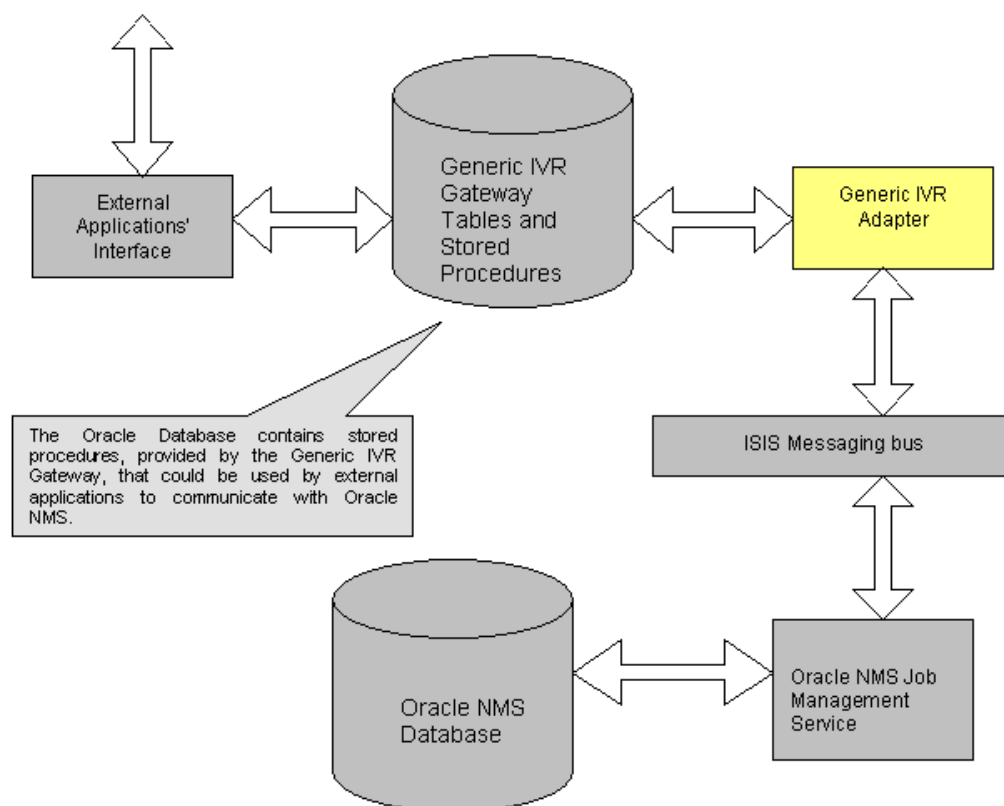 External
Applications'
Interface
Generic IVR
Gateway
Tables and
Stored
Procedures
Generic IVR
Adapter
The Oracle Database contains stored
procedures, provided by the Generic IVR
Gateway, that could be used by external
applications to communicate with Oracle
NMS.
ISIS Messaging bus
Oracle NMS
Database
Oracle NMS Job
Management
Service